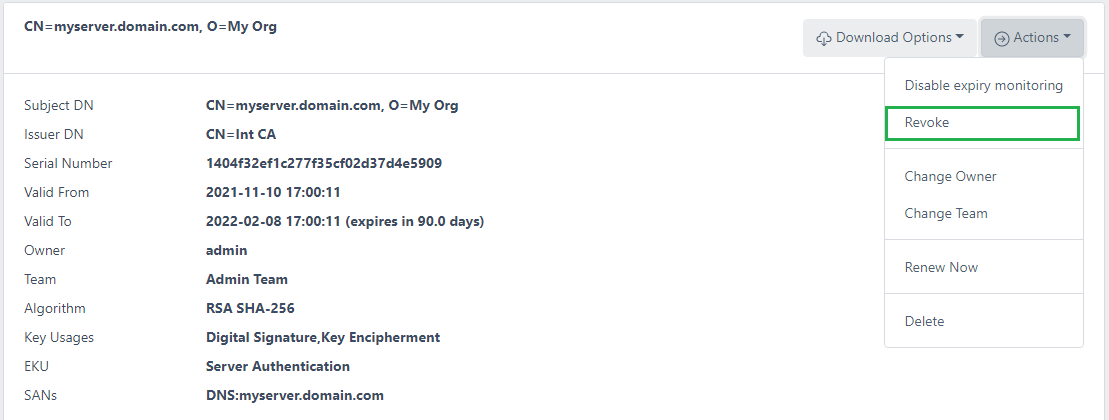 CN=myserver.domain.com, O=My Org
Download Options
Actions
Disable expiry monitoring
Revoke
Change Owner
Change Team
Renew Now
Delete
Subject DN CN=myserver.domain.com, O=My Org
Issuer DN CN=Int CA
Serial Number 1404f32ef1c277f35cf02d37d4e5909
Valid From 2021-11-10 17:00:11
Valid To 2022-02-08 17:00:11 (expires in 90.0 days)
Owner admin
Team Admin Team
Algorithm RSA SHA-256
Key Usages Digital Signature,Key Encipherment
EKU Server Authentication
SANs DNS:myserver.domain.com